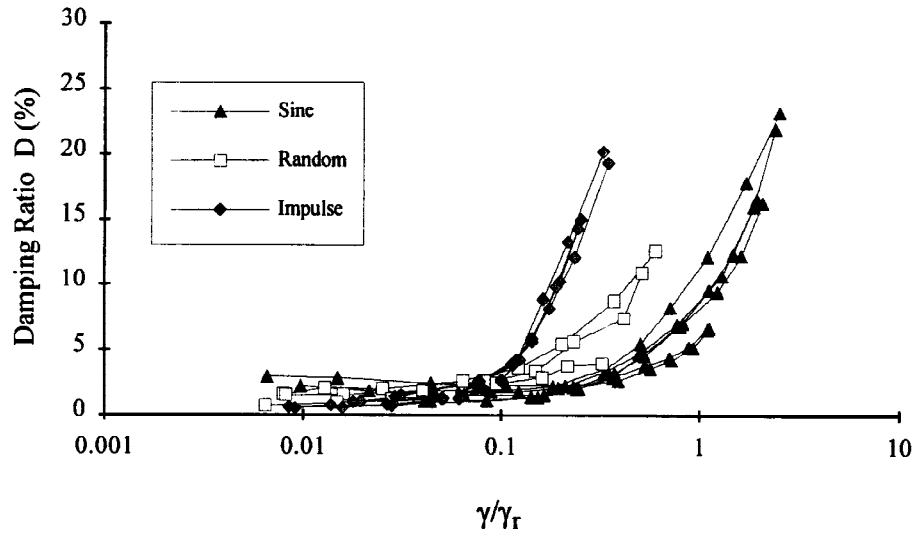 30
25
20
15
10
5
0
Damping Ratio D (%)
Sine
Random
Impulse
0.001 0.01 0.1 1 10
γ/γr